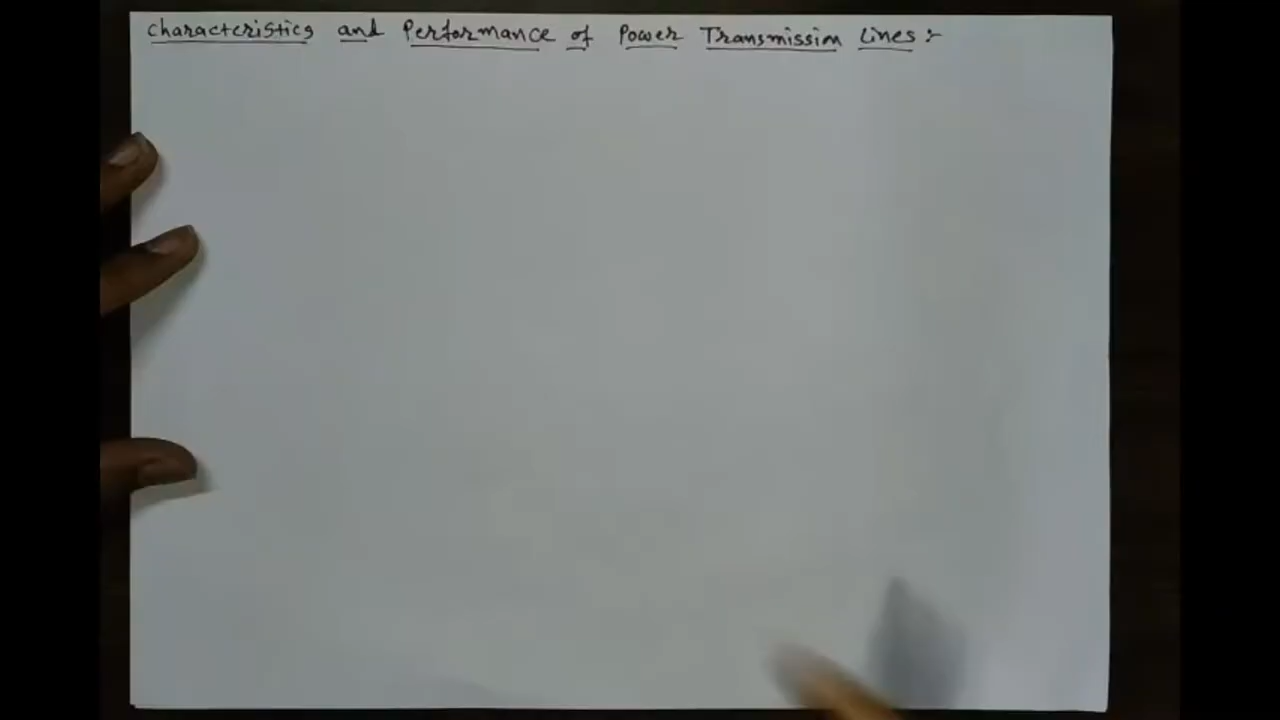 Characteristics and Performance of Power Transmission Lines :-